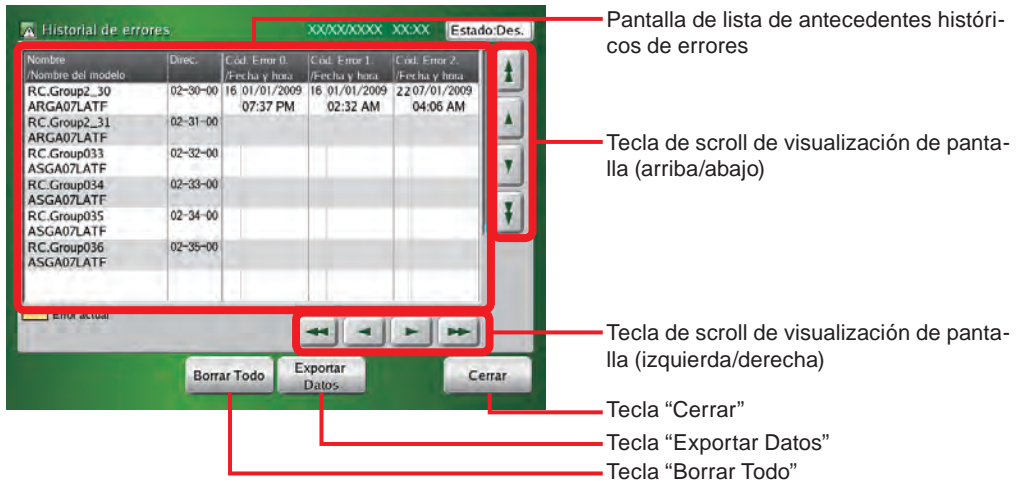 Historial de errores XX/XX/XXXX XX:XX Estado:Des.
Nombre Direc. Cód. Error 0. Cód. Error 1. Cód. Error 2.
/Nombre del modelo /Fecha y hora /Fecha y hora /Fecha y hora
RC.Group2_30 02-30-00 16 01/01/2009 16 01/01/2009 22 07/01/2009
ARGA07LATF 07:37 PM 02:32 AM 04:06 AM
RC.Group2_31 02-31-00
ARGA07LATF
RC.Group033 02-32-00
ASGA07LATF
RC.Group034 02-33-00
ASGA07LATF
RC.Group035 02-34-00
ASGA07LATF
RC.Group036 02-35-00
ASGA07LATF
Error actual
Borrar Todo
Exportar
Datos
Cerrar
Pantalla de lista de antecedentes históri-
cos de errores
Tecla de scroll de visualización de panta-
lla (arriba/abajo)
Tecla de scroll de visualización de panta-
lla (izquierda/derecha)
Tecla “Cerrar”
Tecla “Exportar Datos”
Tecla “Borrar Todo”